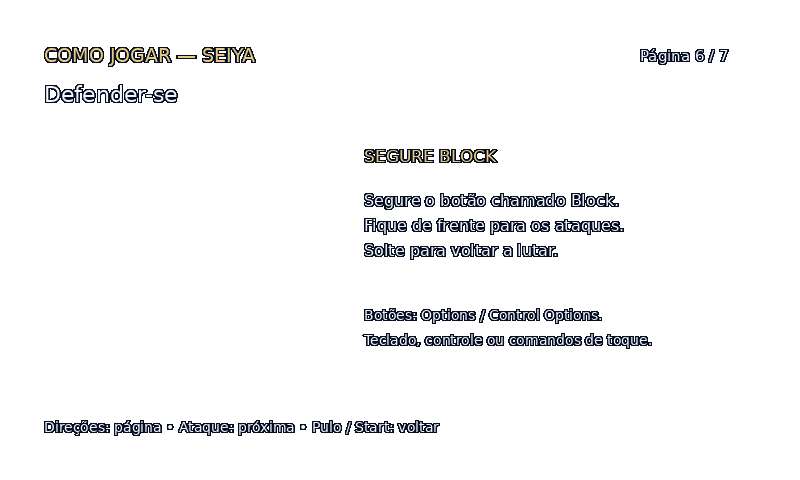 COMO JOGAR — SEIYA
Página 6 / 7
Defender-se
SEGURE BLOCK
Segure o botão chamado Block.
Fique de frente para os ataques.
Solte para voltar a lutar.
Botões: Options / Control Options.
Teclado, controle ou comandos de toque.
Direções: página • Ataque: próxima • Pulo / Start: voltar